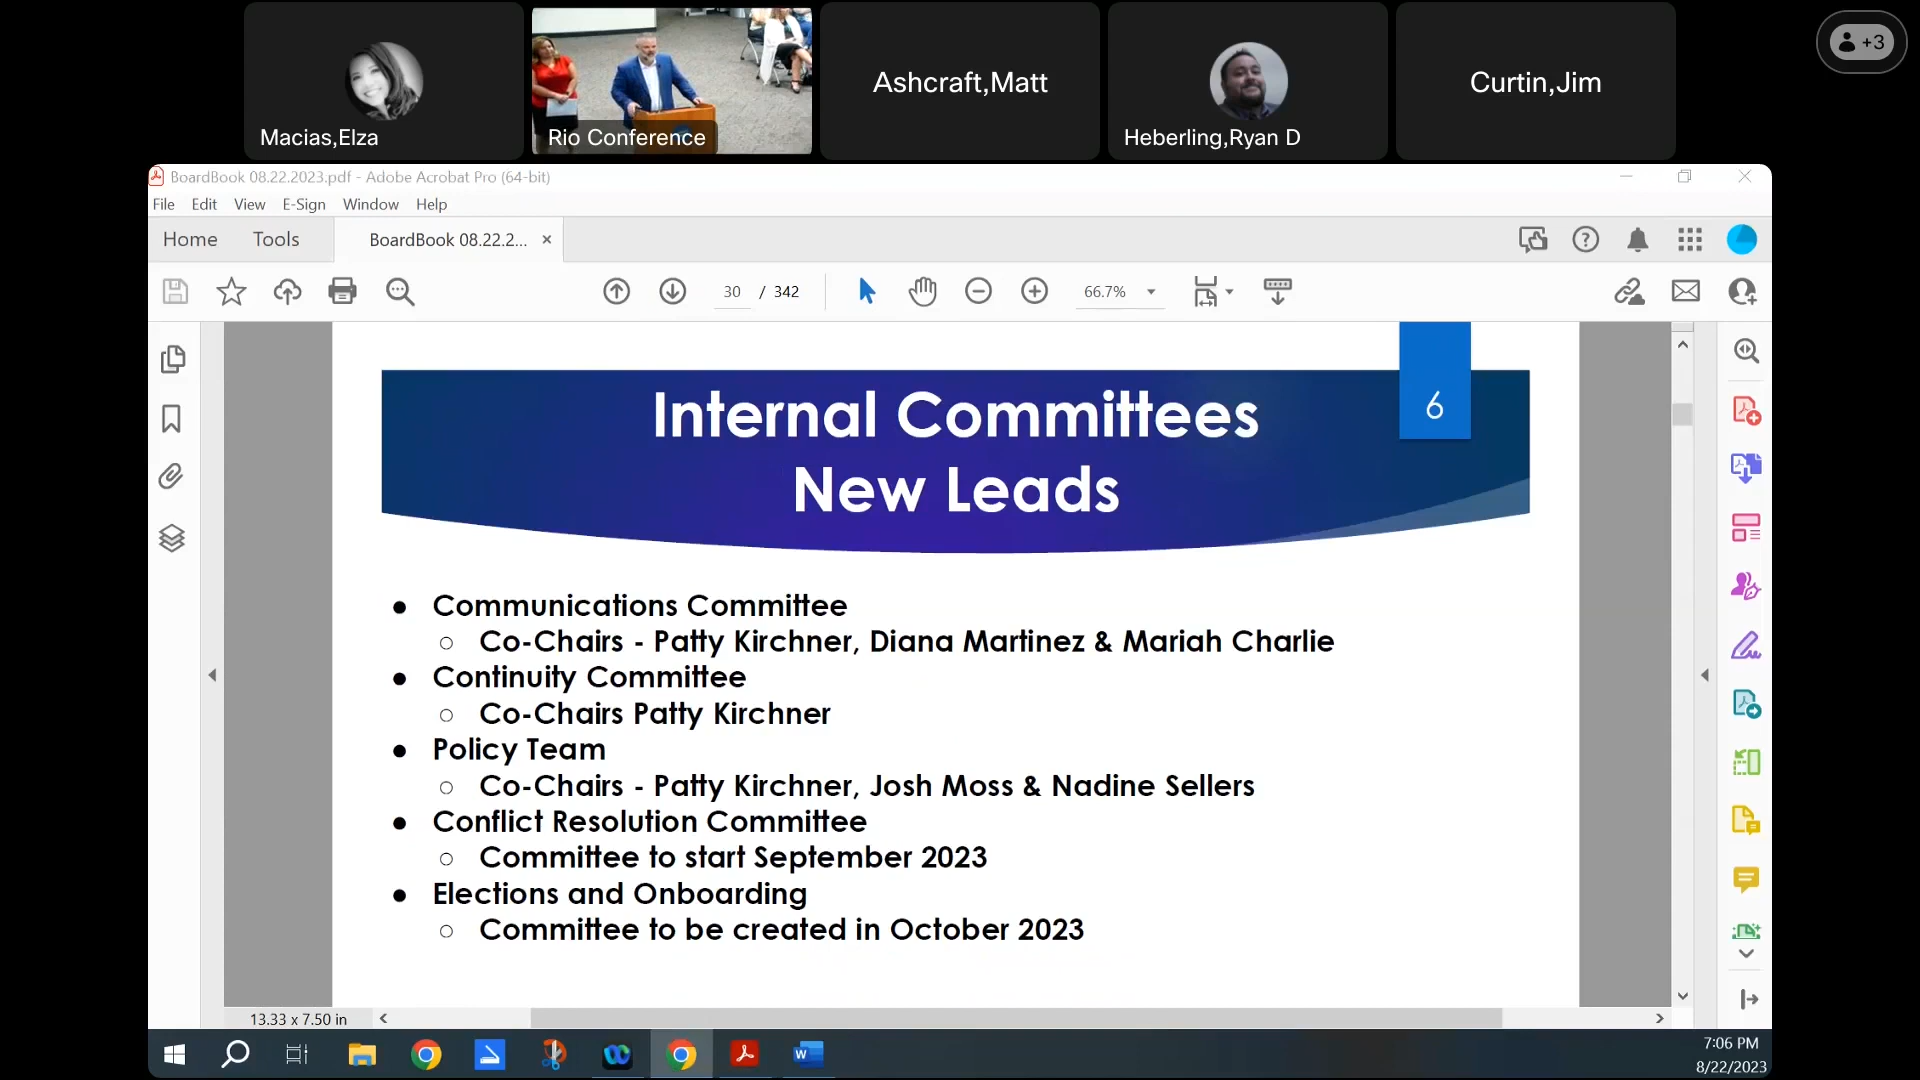 Macias,Elza
Rio Conference
Ashcraft,Matt
Heberling,Ryan D
Curtin,Jim
+3
BoardBook 08.22.2023.pdf - Adobe Acrobat Pro (64-bit)
File Edit View E-Sign Window Help
Home Tools BoardBook 08.22.2... ×
30 / 342 66.7%
6
Internal Committees
New Leads
● Communications Committee
○ Co-Chairs - Patty Kirchner, Diana Martinez & Mariah Charlie
● Continuity Committee
○ Co-Chairs Patty Kirchner
● Policy Team
○ Co-Chairs - Patty Kirchner, Josh Moss & Nadine Sellers
● Conflict Resolution Committee
○ Committee to start September 2023
● Elections and Onboarding
○ Committee to be created in October 2023
13.33 x 7.50 in
7:06 PM
8/22/2023